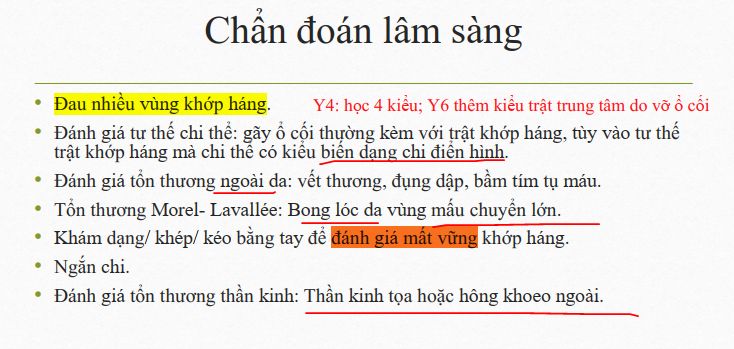 Chẩn đoán lâm sàng
Đau nhiều vùng khớp háng.
Y4: học 4 kiểu; Y6 thêm kiểu trật trung tâm do vỡ ổ cối
Đánh giá tư thế chi thể: gãy ổ cối thường kèm với trật khớp háng, tùy vào tư thế
trật khớp háng mà chi thể có kiểu biến dạng chi điển hình.
Đánh giá tổn thương ngoài da: vết thương, đụng dập, bầm tím tụ máu.
Tổn thương Morel- Lavallée: Bong lóc da vùng mấu chuyển lớn.
Khám dạng/ khép/ kéo bằng tay để đánh giá mất vững khớp háng.
Ngắn chi.
Đánh giá tổn thương thần kinh: Thần kinh tọa hoặc hông khoeo ngoài.